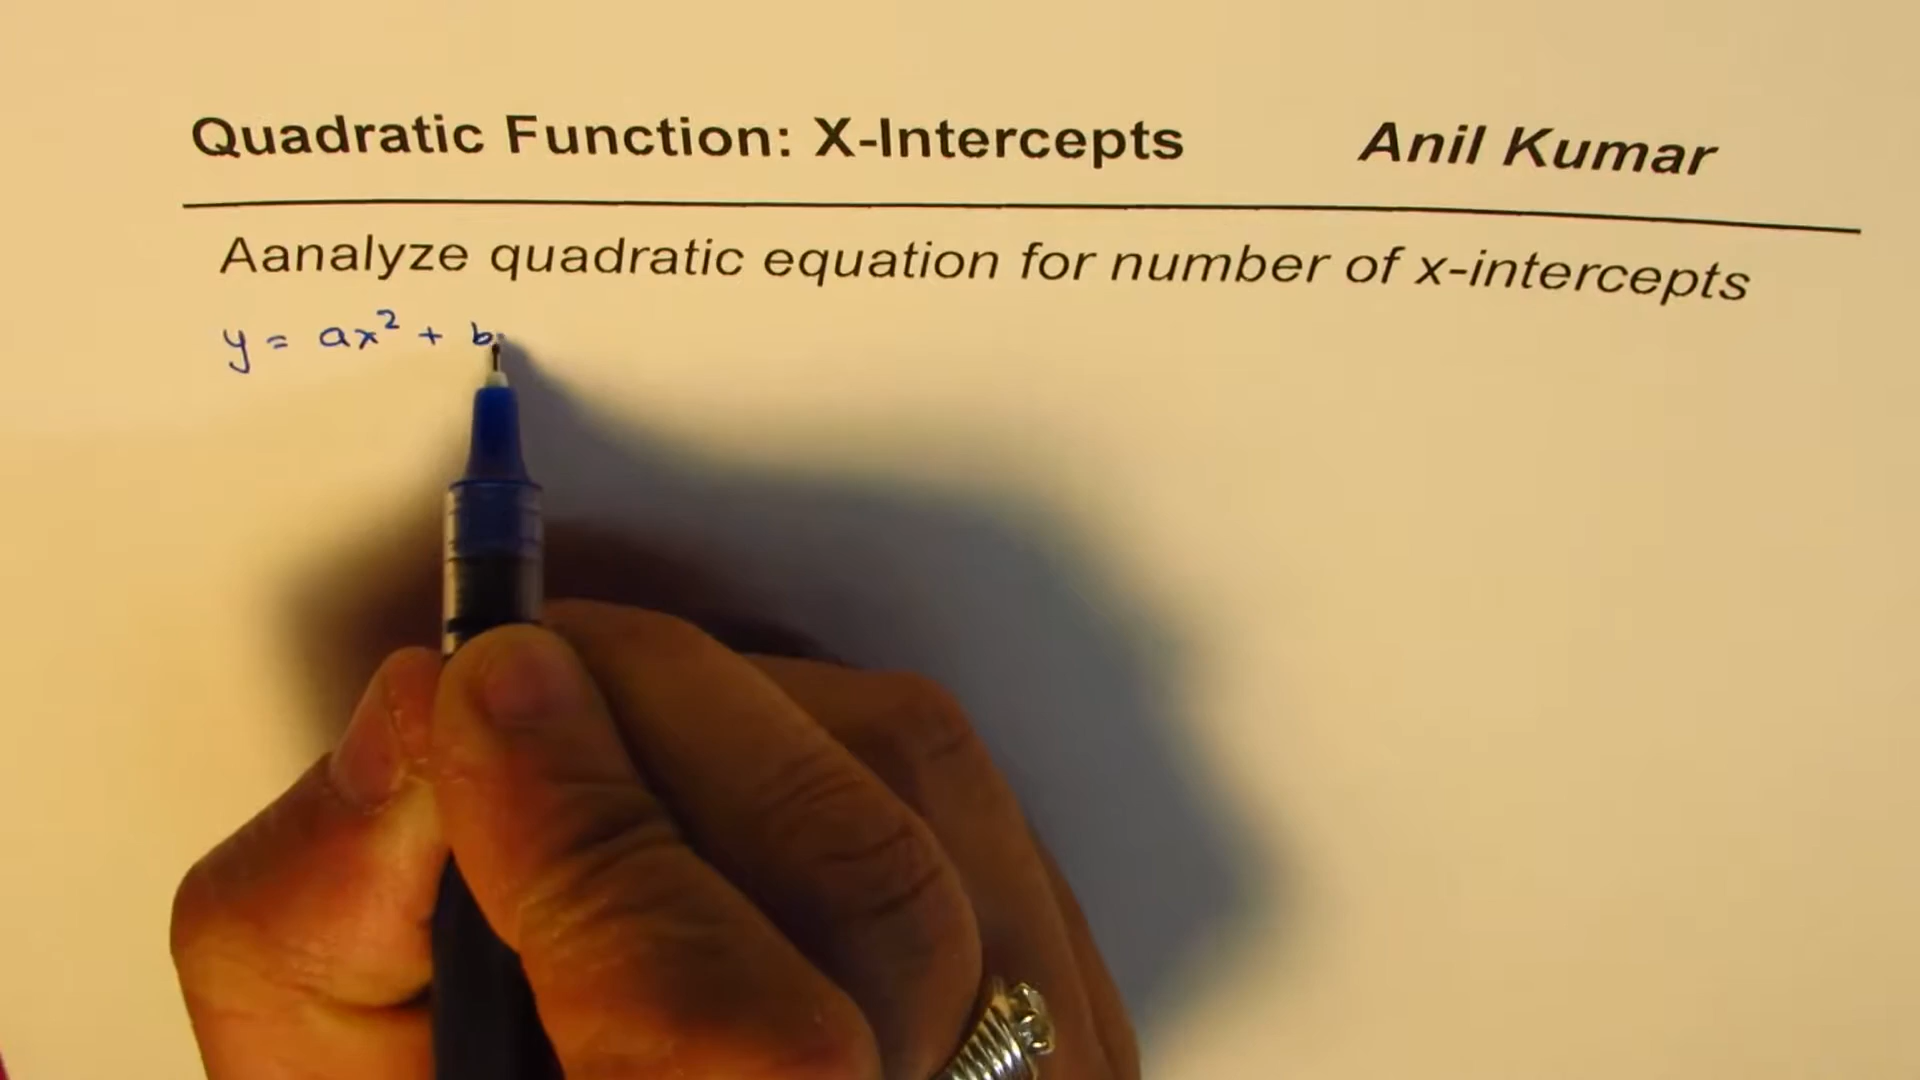 Quadratic Function: X-Intercepts Anil Kumar
Aanalyze quadratic equation for number of x-intercepts
y = ax² + b